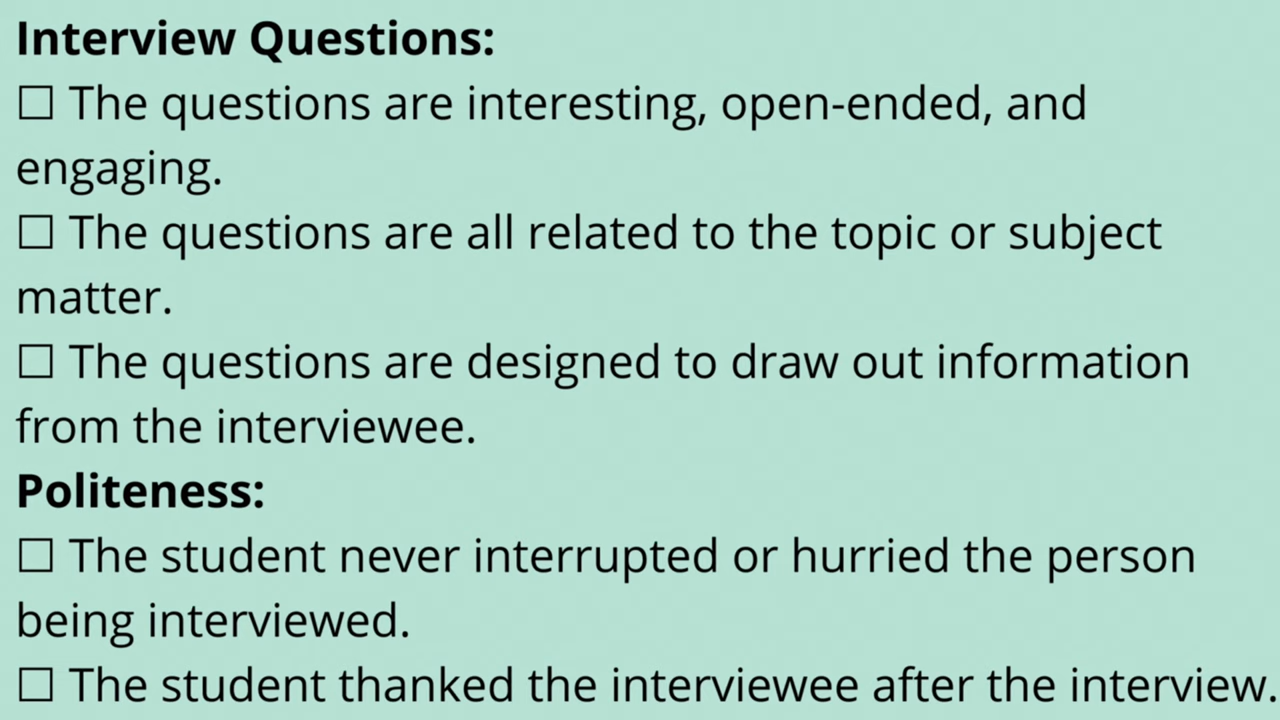 Interview Questions:
☐ The questions are interesting, open-ended, and
engaging.
☐ The questions are all related to the topic or subject
matter.
☐ The questions are designed to draw out information
from the interviewee.
Politeness:
☐ The student never interrupted or hurried the person
being interviewed.
☐ The student thanked the interviewee after the interview.